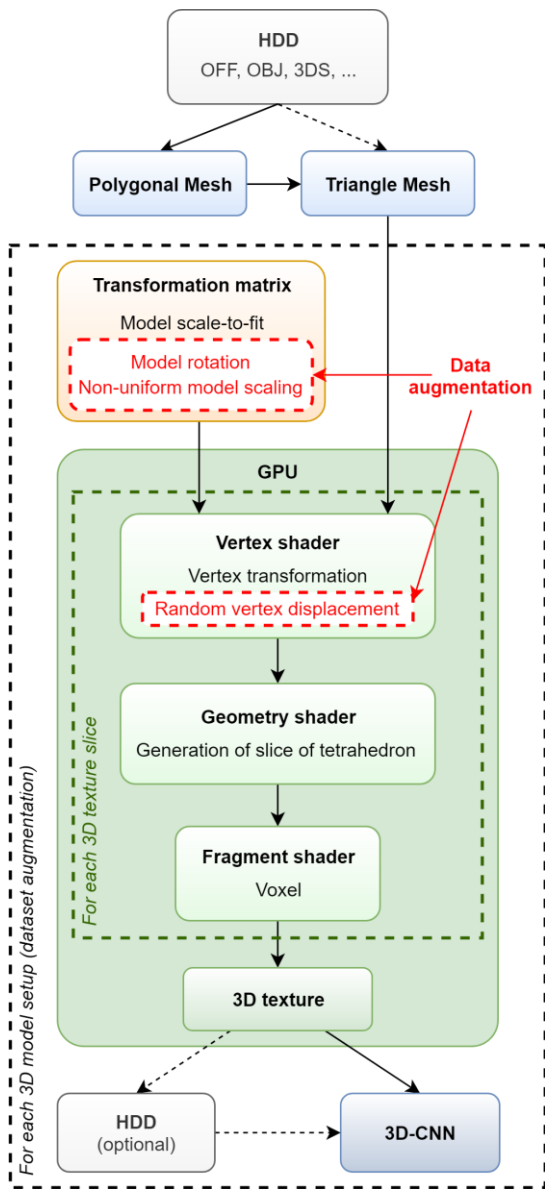 HDD
OFF, OBJ, 3DS, ...
Polygonal Mesh
Triangle Mesh
Transformation matrix
Model scale-to-fit
Model rotation
Non-uniform model scaling
Data
augmentation
GPU
Vertex shader
Vertex transformation
Random vertex displacement
Geometry shader
Generation of slice of tetrahedron
Fragment shader
Voxel
For each 3D texture slice
3D texture
For each 3D model setup (dataset augmentation)
HDD
(optional)
3D-CNN